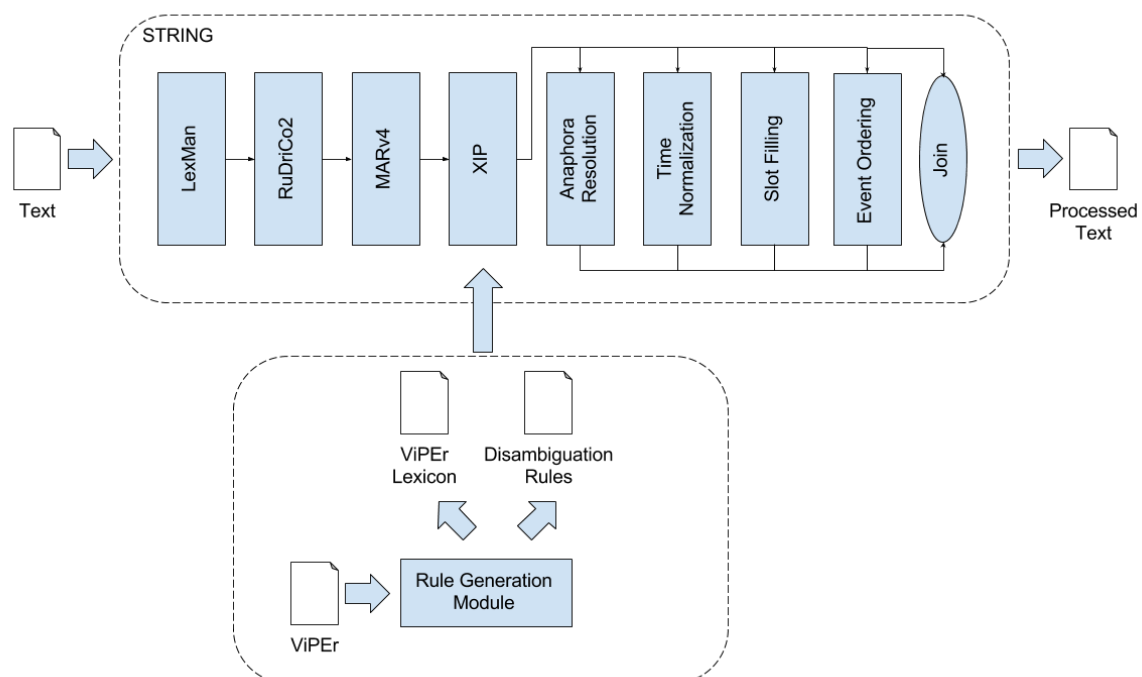 STRING
LexMan
RuDriCo2
MARv4
XIP
Anaphora
Resolution
Time
Normalization
Slot Filling
Event Ordering
Join
Text
Processed
Text
ViPEr
Lexicon
Disambiguation
Rules
Rule Generation
Module
ViPEr